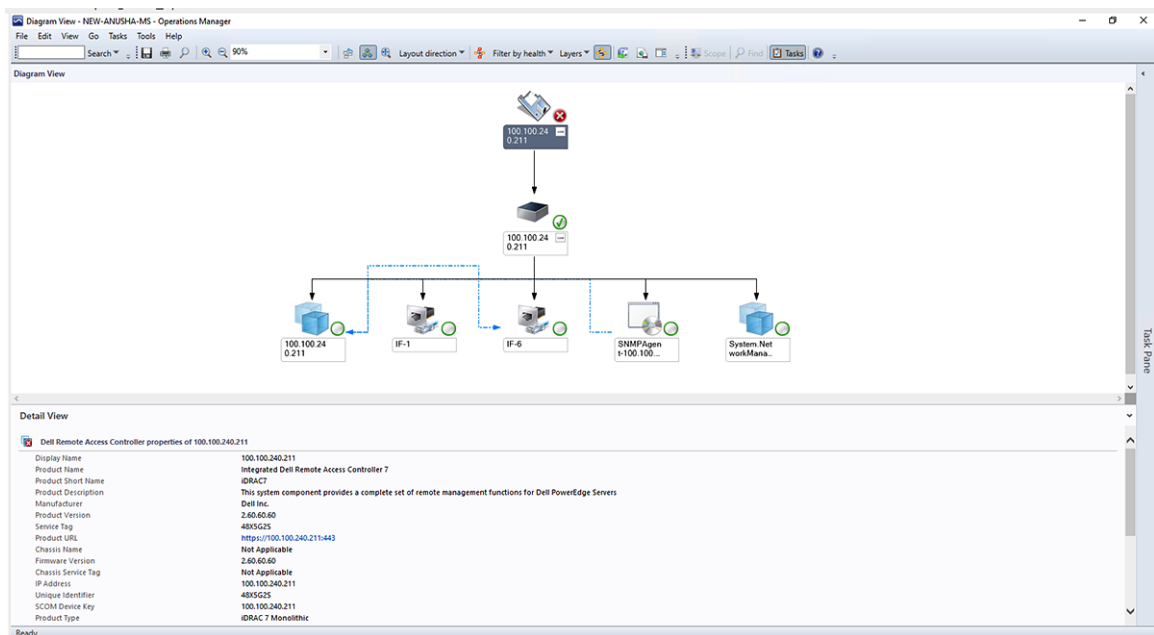 Diagram View - NEW-ANUSHA-MS - Operations Manager
File Edit View Go Tasks Tools Help
Search 90% Layout direction Filter by health Layers Scope Find Tasks
Diagram View
100.100.24
0.211
100.100.24
0.211
100.100.24
0.211
IF-1
IF-6
SNMPAgen
t-100.100...
System.Net
workMana...
Task Pane
Detail View
Dell Remote Access Controller properties of 100.100.240.211
Display Name 100.100.240.211
Product Name Integrated Dell Remote Access Controller 7
Product Short Name iDRAC7
Product Description This system component provides a complete set of remote management functions for Dell PowerEdge Servers
Manufacturer Dell Inc.
Product Version 2.60.60.60
Service Tag 48X5G2S
Product URL https://100.100.240.211:443
Chassis Name Not Applicable
Firmware Version 2.60.60.60
Chassis Service Tag Not Applicable
IP Address 100.100.240.211
Unique Identifier 48X5G2S
SCOM Device Key 100.100.240.211
Product Type iDRAC 7 Monolithic
Ready